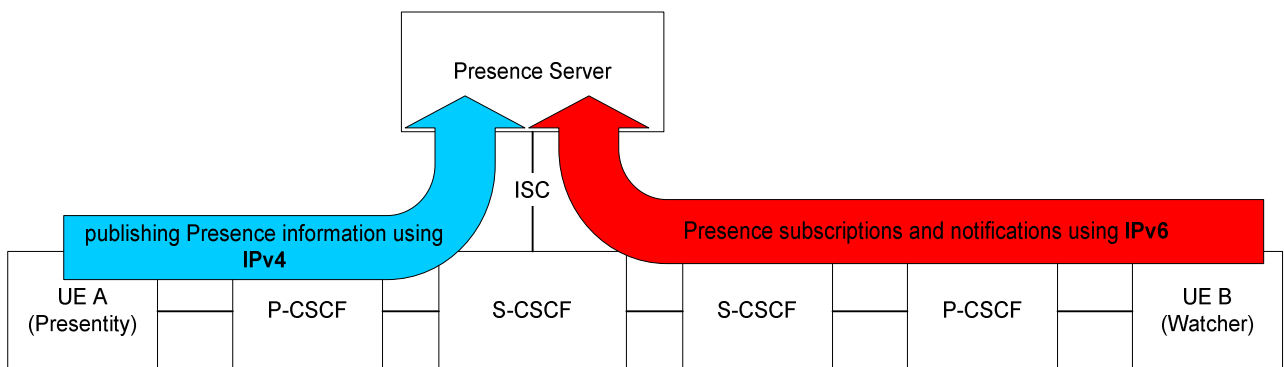 Presence Server
ISC
publishing Presence information using
IPv4
Presence subscriptions and notifications using IPv6
UE A
(Presentity)
P-CSCF
S-CSCF
S-CSCF
P-CSCF
UE B
(Watcher)